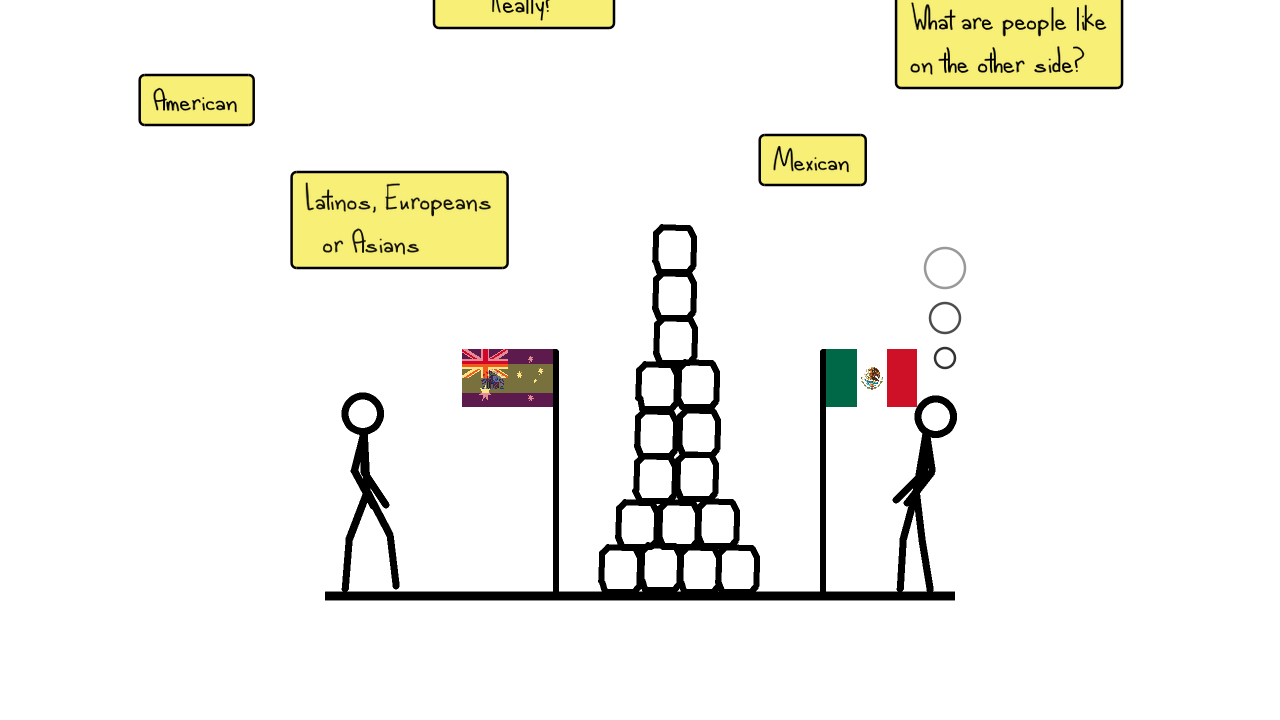 Really?
What are people like
on the other side?
American
Mexican
Latinos, Europeans
or Asians